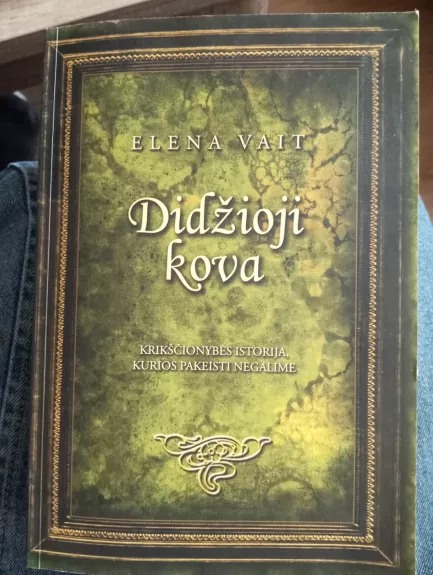 ELENA VAIT
Didžioji
kova
KRIKŠČIONYBĖS ISTORIJA,
KURIOS PAKEISTI NEGALIME